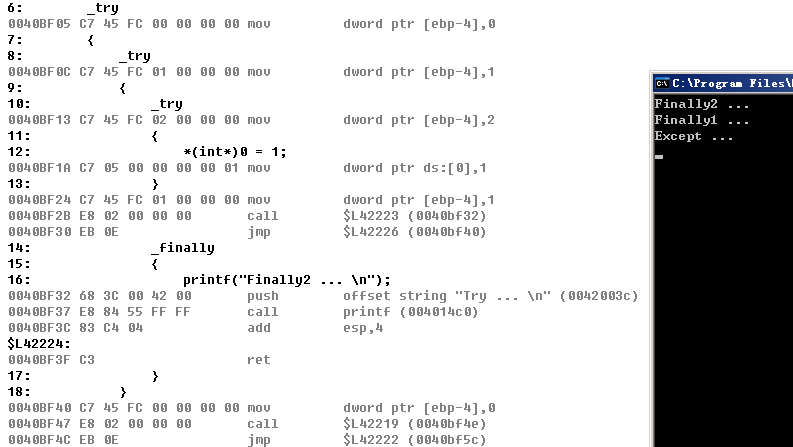 6: _try
0040BF05 C7 45 FC 00 00 00 00 mov dword ptr [ebp-4],0
7: {
8: _try
0040BF0C C7 45 FC 01 00 00 00 mov dword ptr [ebp-4],1
9: {
10: _try
0040BF13 C7 45 FC 02 00 00 00 mov dword ptr [ebp-4],2
11: {
12: *(int*)0 = 1;
0040BF1A C7 05 00 00 00 00 01 mov dword ptr ds:[0],1
13: }
0040BF24 C7 45 FC 01 00 00 00 mov dword ptr [ebp-4],1
0040BF2B E8 02 00 00 00 call $L42223 (0040bf32)
0040BF30 EB 0E jmp $L42226 (0040bf40)
14: _finally
15: {
16: printf("Finally2 ... \n");
0040BF32 68 3C 00 42 00 push offset string "Try ... \n" (0042003c)
0040BF37 E8 84 55 FF FF call printf (004014c0)
0040BF3C 83 C4 04 add esp,4
$L42224:
0040BF3F C3 ret
17: }
18: }
0040BF40 C7 45 FC 00 00 00 00 mov dword ptr [ebp-4],0
0040BF47 E8 02 00 00 00 call $L42219 (0040bf4e)
0040BF4C EB 0E jmp $L42222 (0040bf5c)
C:\Program Files\
Finally2 ...
Finally1 ...
Except ...